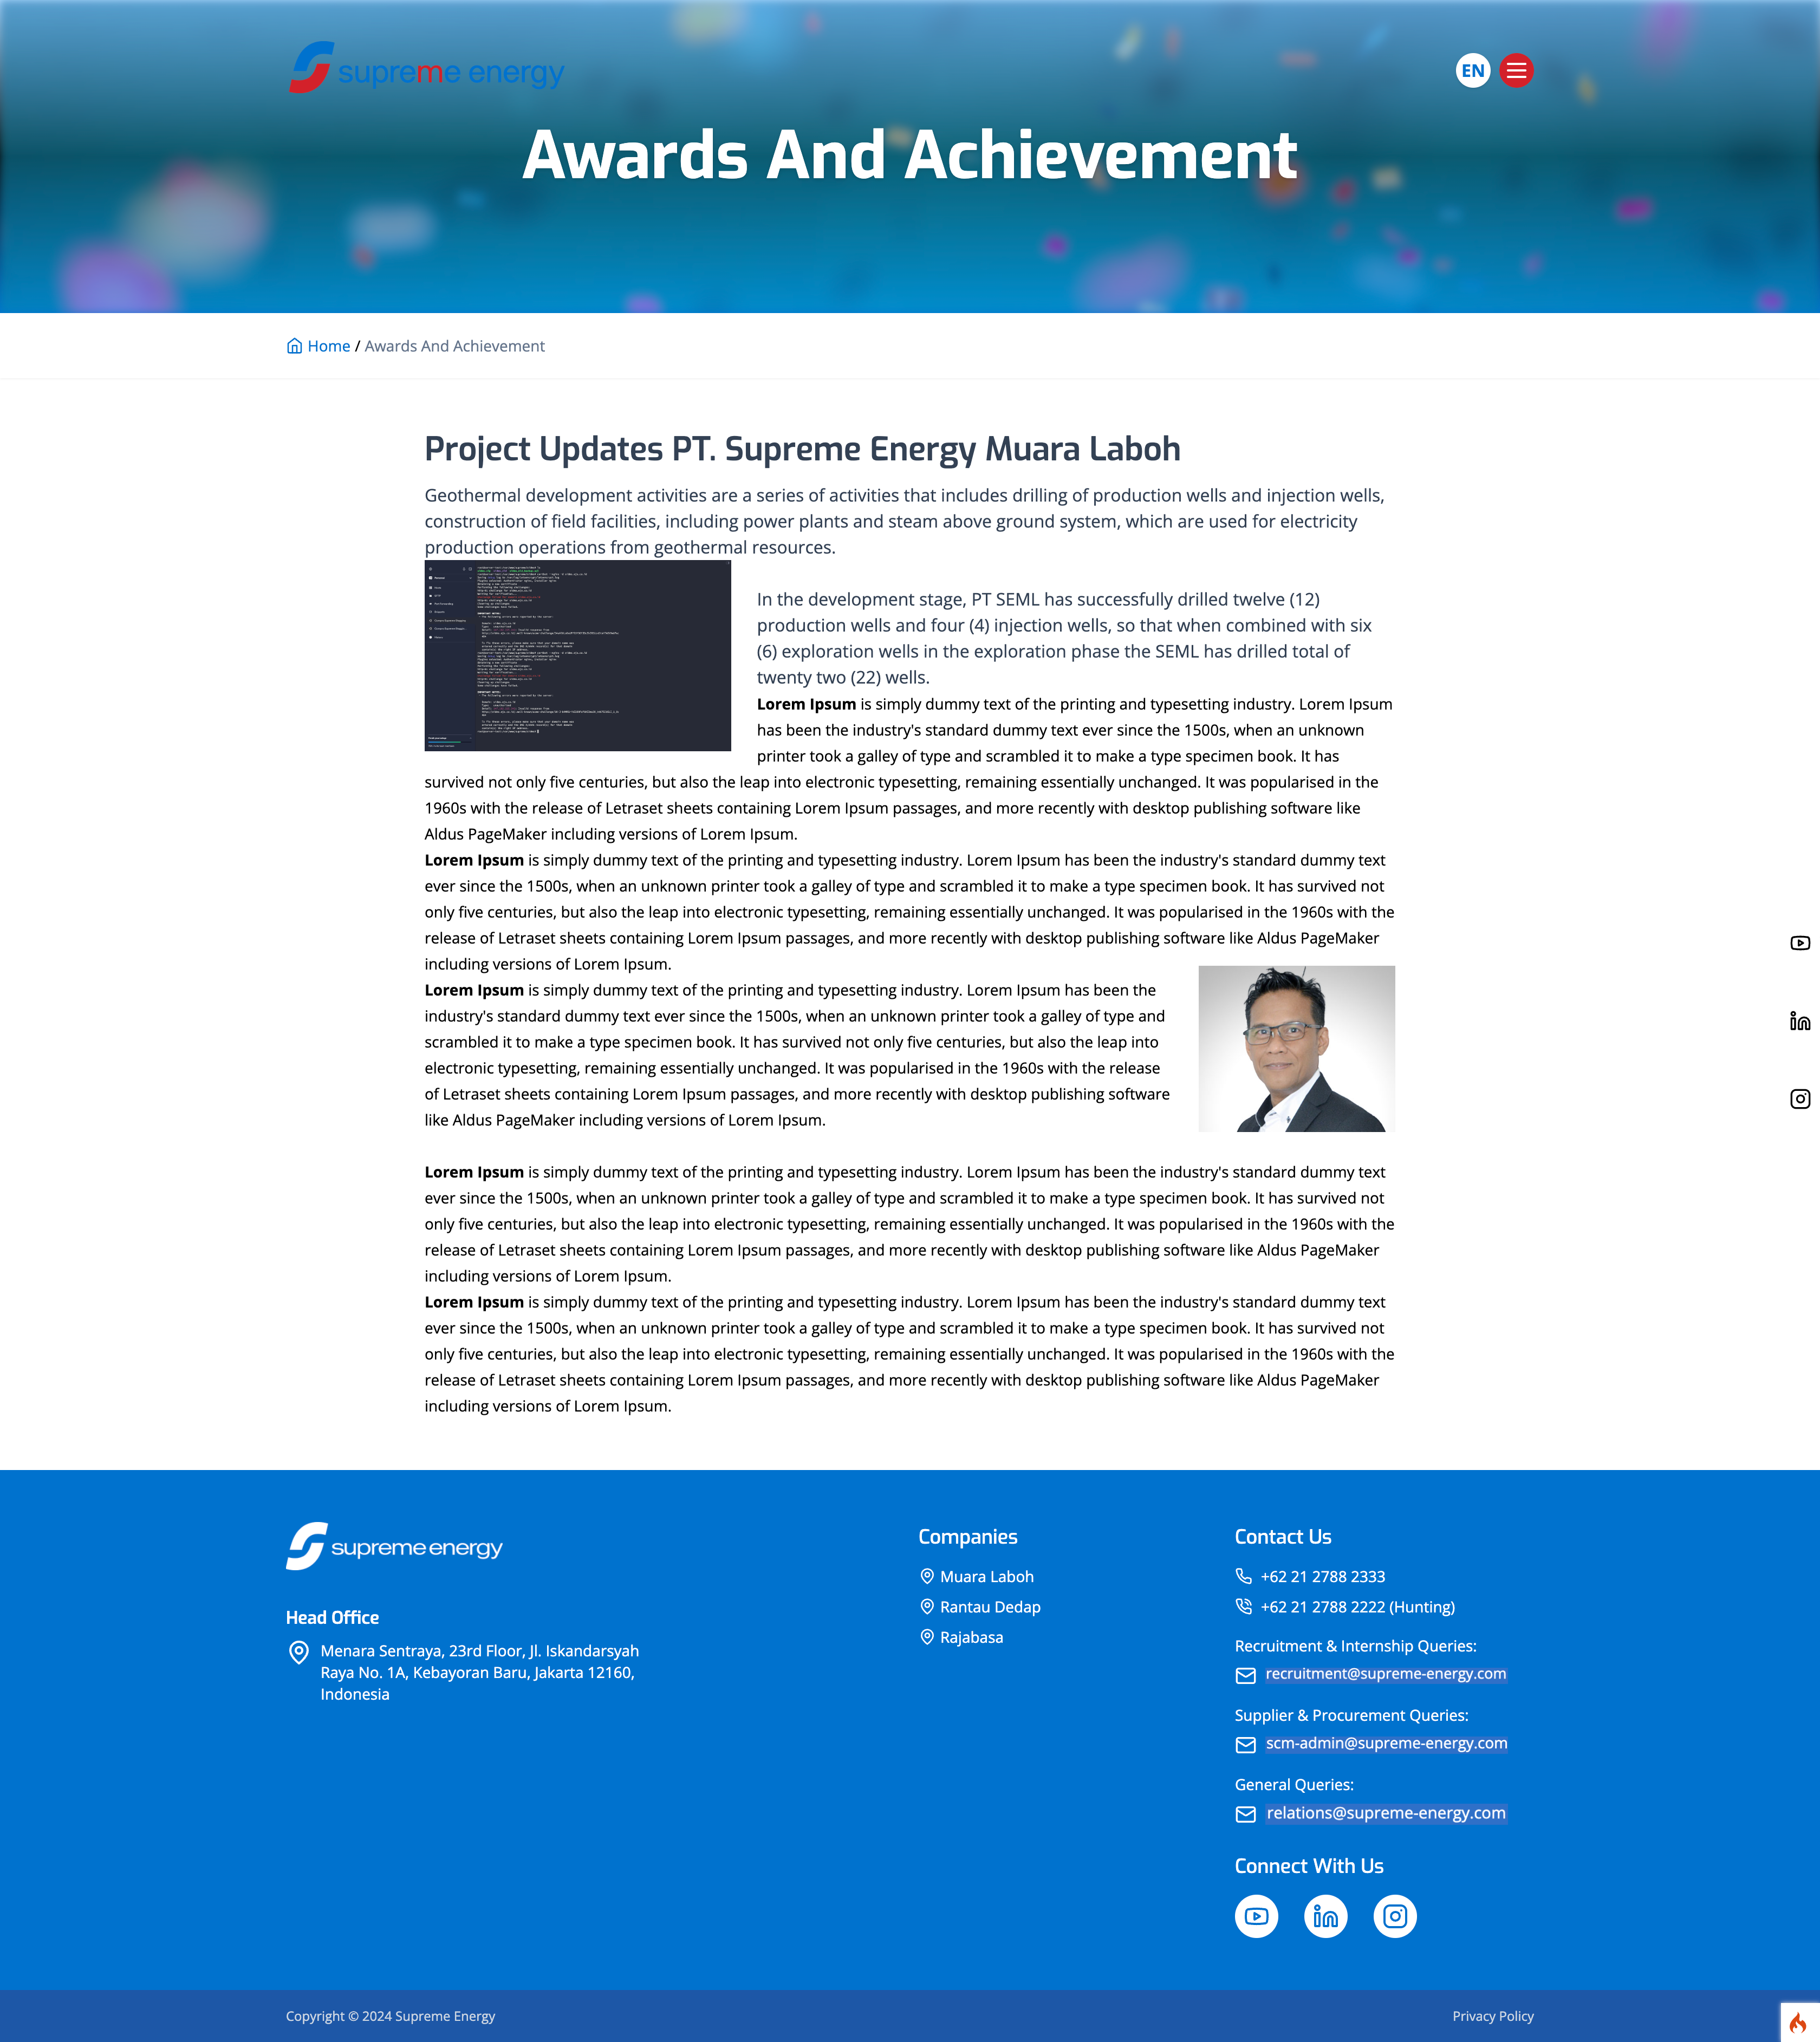 supreme energy
EN
Awards And Achievement
Home / Awards And Achievement
Project Updates PT. Supreme Energy Muara Laboh
Geothermal development activities are a series of activities that includes drilling of production wells and injection wells,
construction of field facilities, including power plants and steam above ground system, which are used for electricity
production operations from geothermal resources.
In the development stage, PT SEML has successfully drilled twelve (12)
production wells and four (4) injection wells, so that when combined with six
(6) exploration wells in the exploration phase the SEML has drilled total of
twenty two (22) wells.
Lorem Ipsum is simply dummy text of the printing and typesetting industry. Lorem Ipsum
has been the industry's standard dummy text ever since the 1500s, when an unknown
printer took a galley of type and scrambled it to make a type specimen book. It has
survived not only five centuries, but also the leap into electronic typesetting, remaining essentially unchanged. It was popularised in the
1960s with the release of Letraset sheets containing Lorem Ipsum passages, and more recently with desktop publishing software like
Aldus PageMaker including versions of Lorem Ipsum.
Lorem Ipsum is simply dummy text of the printing and typesetting industry. Lorem Ipsum has been the industry's standard dummy text
ever since the 1500s, when an unknown printer took a galley of type and scrambled it to make a type specimen book. It has survived not
only five centuries, but also the leap into electronic typesetting, remaining essentially unchanged. It was popularised in the 1960s with the
release of Letraset sheets containing Lorem Ipsum passages, and more recently with desktop publishing software like Aldus PageMaker
including versions of Lorem Ipsum.
Lorem Ipsum is simply dummy text of the printing and typesetting industry. Lorem Ipsum has been the
industry's standard dummy text ever since the 1500s, when an unknown printer took a galley of type and
scrambled it to make a type specimen book. It has survived not only five centuries, but also the leap into
electronic typesetting, remaining essentially unchanged. It was popularised in the 1960s with the release
of Letraset sheets containing Lorem Ipsum passages, and more recently with desktop publishing software
like Aldus PageMaker including versions of Lorem Ipsum.
Lorem Ipsum is simply dummy text of the printing and typesetting industry. Lorem Ipsum has been the industry's standard dummy text
ever since the 1500s, when an unknown printer took a galley of type and scrambled it to make a type specimen book. It has survived not
only five centuries, but also the leap into electronic typesetting, remaining essentially unchanged. It was popularised in the 1960s with the
release of Letraset sheets containing Lorem Ipsum passages, and more recently with desktop publishing software like Aldus PageMaker
including versions of Lorem Ipsum.
Lorem Ipsum is simply dummy text of the printing and typesetting industry. Lorem Ipsum has been the industry's standard dummy text
ever since the 1500s, when an unknown printer took a galley of type and scrambled it to make a type specimen book. It has survived not
only five centuries, but also the leap into electronic typesetting, remaining essentially unchanged. It was popularised in the 1960s with the
release of Letraset sheets containing Lorem Ipsum passages, and more recently with desktop publishing software like Aldus PageMaker
including versions of Lorem Ipsum.
supreme energy
Head Office
Menara Sentraya, 23rd Floor, Jl. Iskandarsyah
Raya No. 1A, Kebayoran Baru, Jakarta 12160,
Indonesia
Companies
Muara Laboh
Rantau Dedap
Rajabasa
Contact Us
+62 21 2788 2333
+62 21 2788 2222 (Hunting)
Recruitment & Internship Queries:
recruitment@supreme-energy.com
Supplier & Procurement Queries:
scm-admin@supreme-energy.com
General Queries:
relations@supreme-energy.com
Connect With Us
Copyright © 2024 Supreme Energy
Privacy Policy